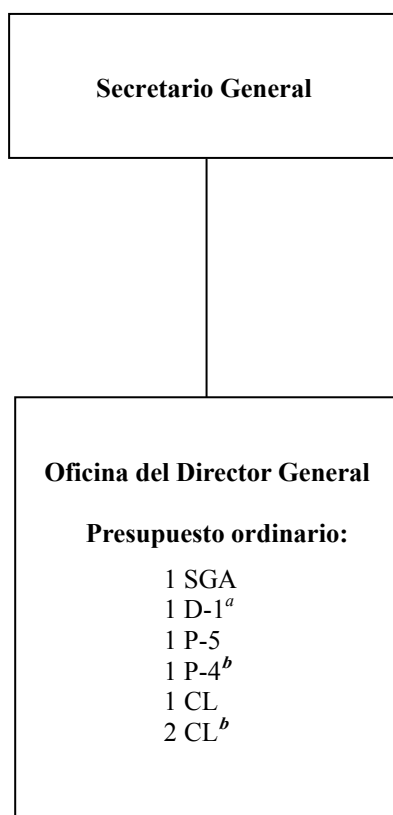 Secretario General
Oficina del Director General
Presupuesto ordinario:
1 SGA
1 D-1a
1 P-5
1 P-4b
1 CL
2 CLb